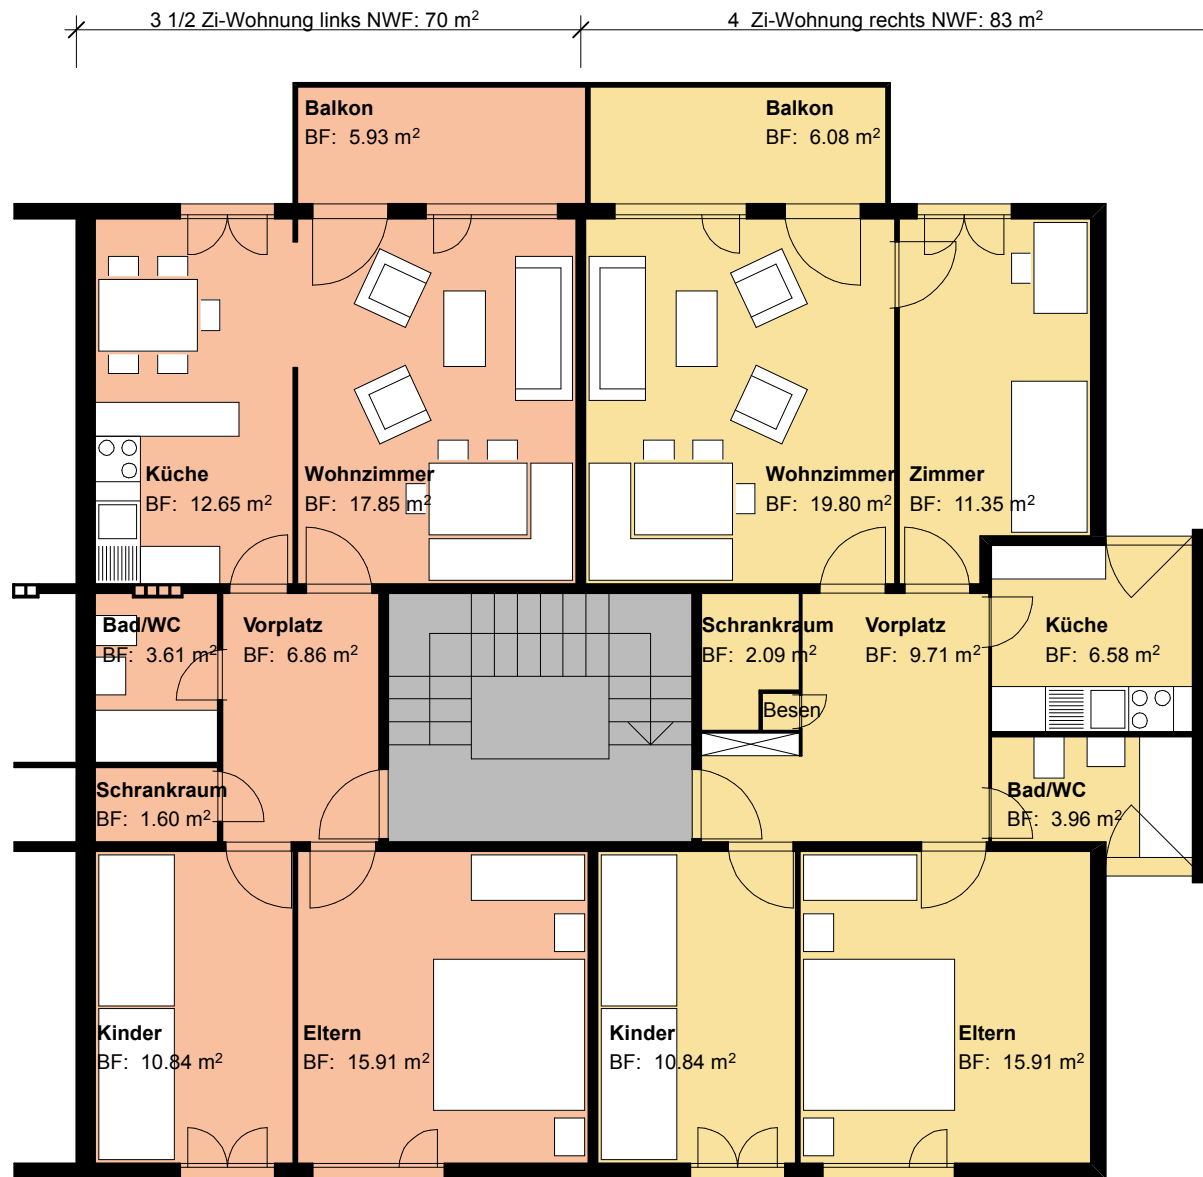 3 1/2 Zi-Wohnung links NWF: 70 m²
4 Zi-Wohnung rechts NWF: 83 m²
Balkon
BF: 5.93 m²
Balkon
BF: 6.08 m²
Küche
BF: 12.65 m²
Wohnzimmer
BF: 17.85 m²
Wohnzimmer
BF: 19.80 m²
Zimmer
BF: 11.35 m²
Bad/WC
BF: 3.61 m²
Vorplatz
BF: 6.86 m²
Schrankraum
BF: 2.09 m²
Besen
Vorplatz
BF: 9.71 m²
Küche
BF: 6.58 m²
Schrankraum
BF: 1.60 m²
Bad/WC
BF: 3.96 m²
Kinder
BF: 10.84 m²
Eltern
BF: 15.91 m²
Kinder
BF: 10.84 m²
Eltern
BF: 15.91 m²